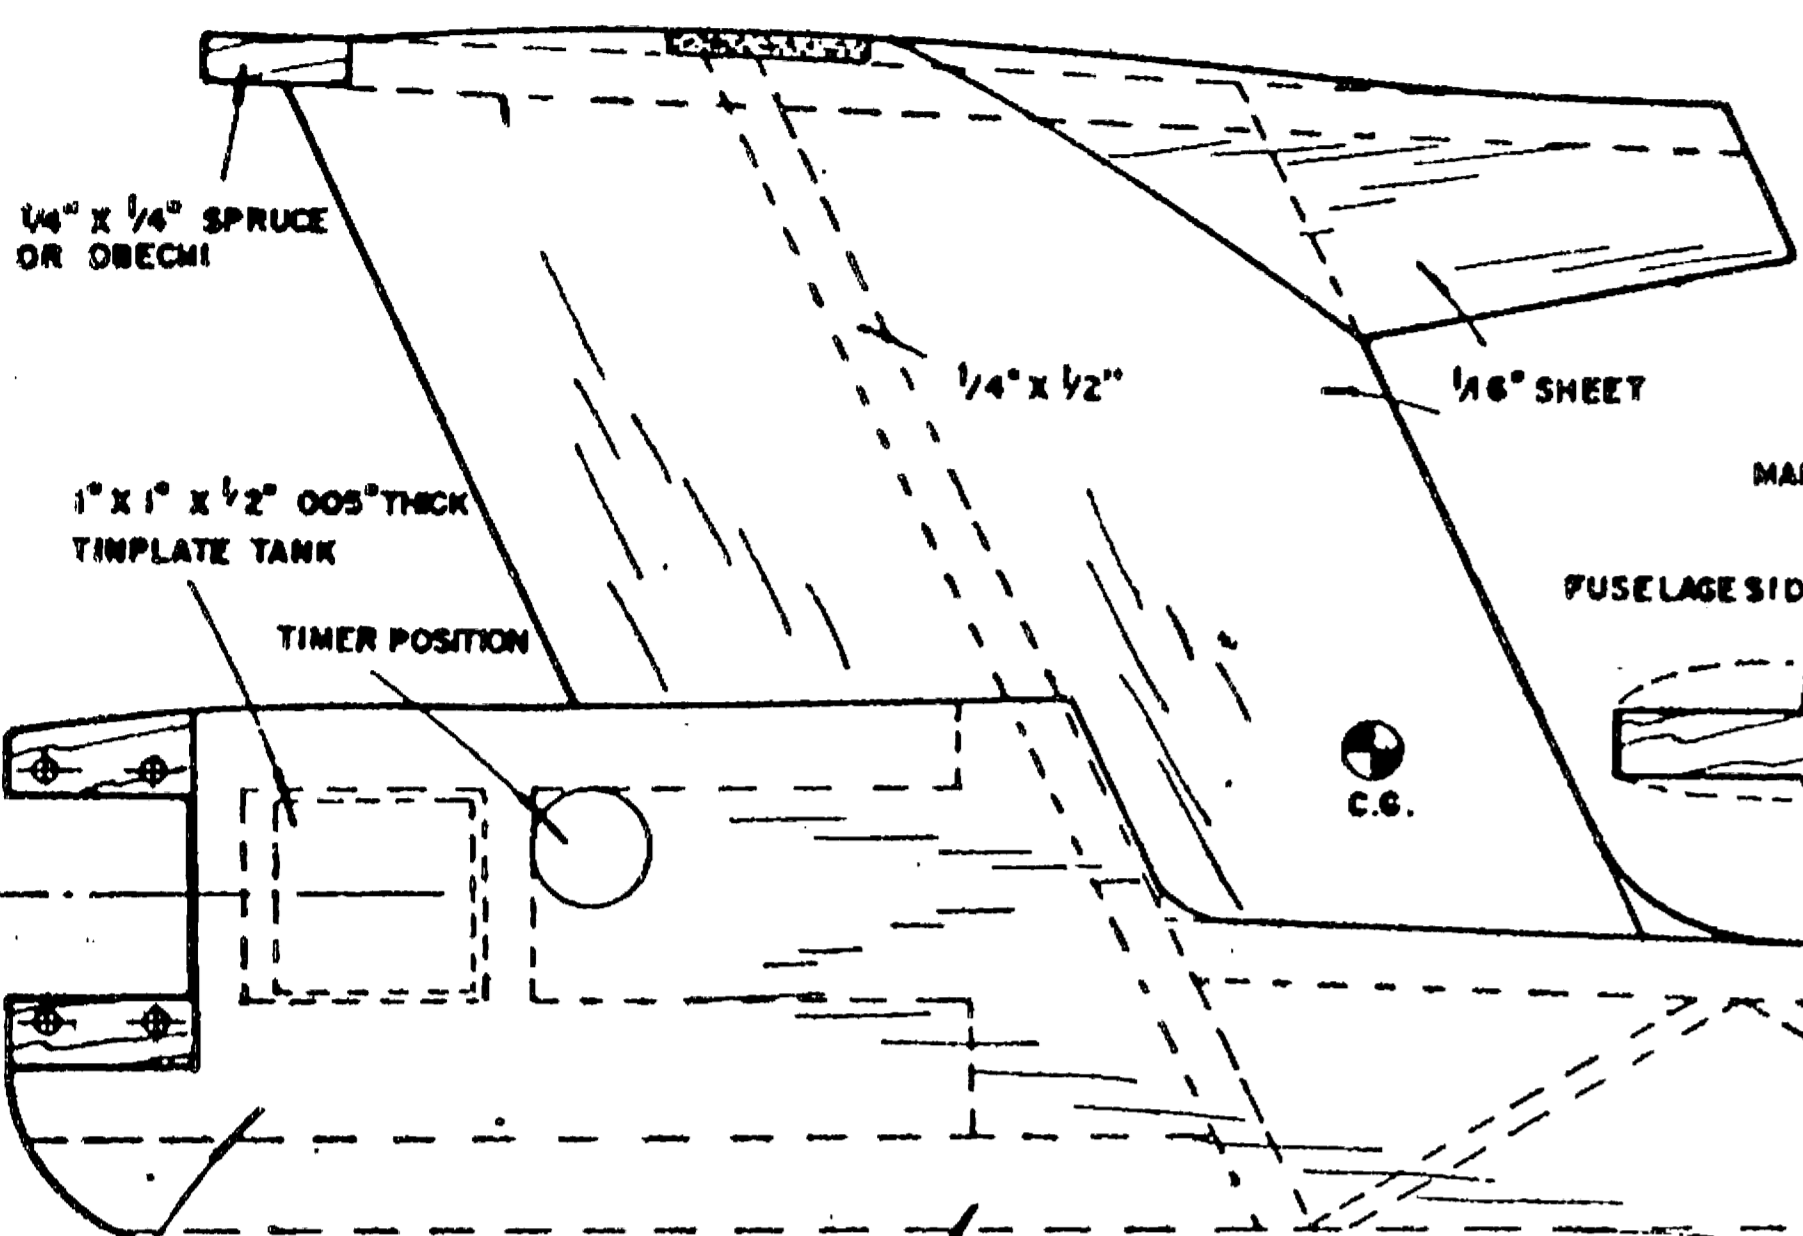 1/4" X 1/4" SPRUCE
OR OBECHI
1/4" X 1/2"
1/16" SHEET
1" X 1" X 1/2" 005" THICK
TINPLATE TANK
TIMER POSITION
FUSELAGE SID
C.G.